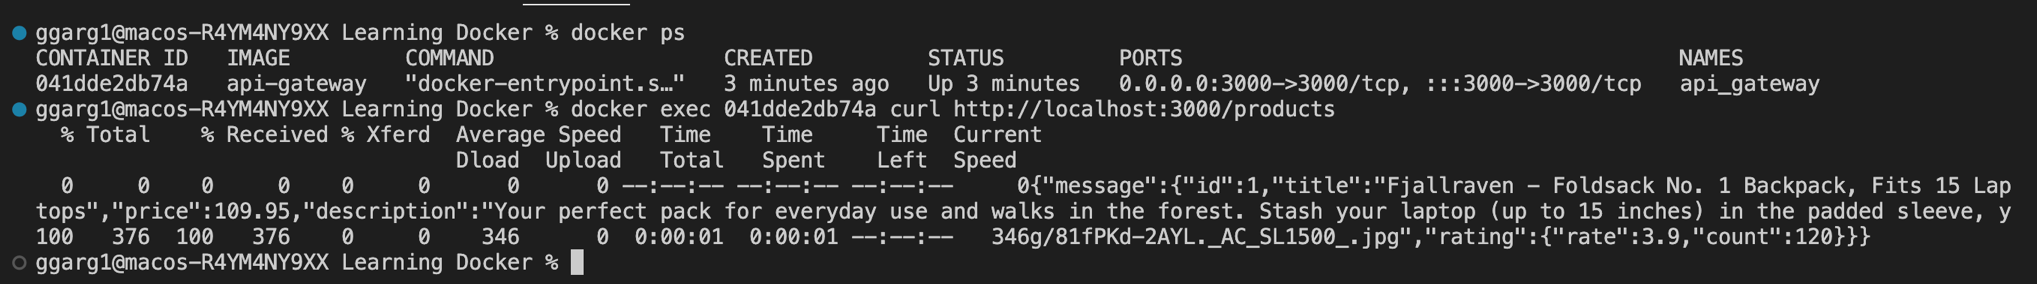 ggarg1@macos-R4YM4NY9XX Learning Docker % docker ps
CONTAINER ID   IMAGE         COMMAND                  CREATED         STATUS         PORTS                                       NAMES
041dde2db74a   api-gateway   "docker-entrypoint.s…"   3 minutes ago   Up 3 minutes   0.0.0.0:3000->3000/tcp, :::3000->3000/tcp   api_gateway
ggarg1@macos-R4YM4NY9XX Learning Docker % docker exec 041dde2db74a curl http://localhost:3000/products
  % Total    % Received % Xferd  Average Speed   Time    Time     Time  Current
                                 Dload  Upload   Total   Spent    Left  Speed
  0     0    0     0    0     0      0      0 --:--:-- --:--:-- --:--:--     0{"message":{"id":1,"title":"Fjallraven - Foldsack No. 1 Backpack, Fits 15 Lap
tops","price":109.95,"description":"Your perfect pack for everyday use and walks in the forest. Stash your laptop (up to 15 inches) in the padded sleeve, y
100   376  100   376    0     0    346      0  0:00:01  0:00:01 --:--:--   346g/81fPKd-2AYL._AC_SL1500_.jpg","rating":{"rate":3.9,"count":120}}}
ggarg1@macos-R4YM4NY9XX Learning Docker %